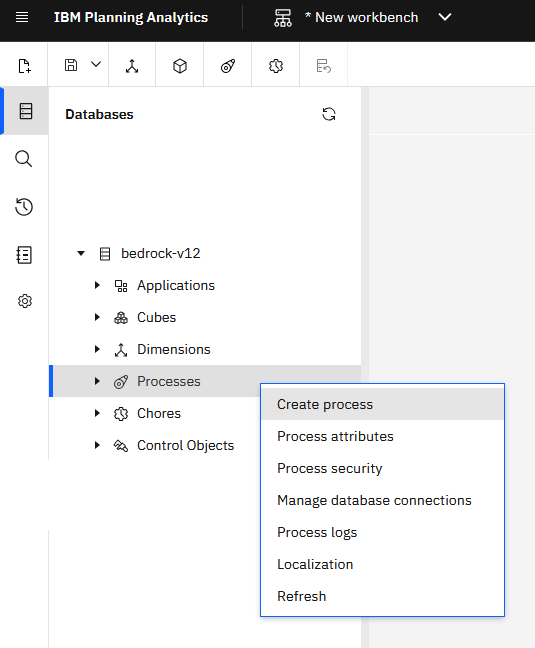 IBM Planning Analytics
* New workbench
Databases
bedrock-v12
Applications
Cubes
Dimensions
Processes
Chores
Control Objects
Create process
Process attributes
Process security
Manage database connections
Process logs
Localization
Refresh